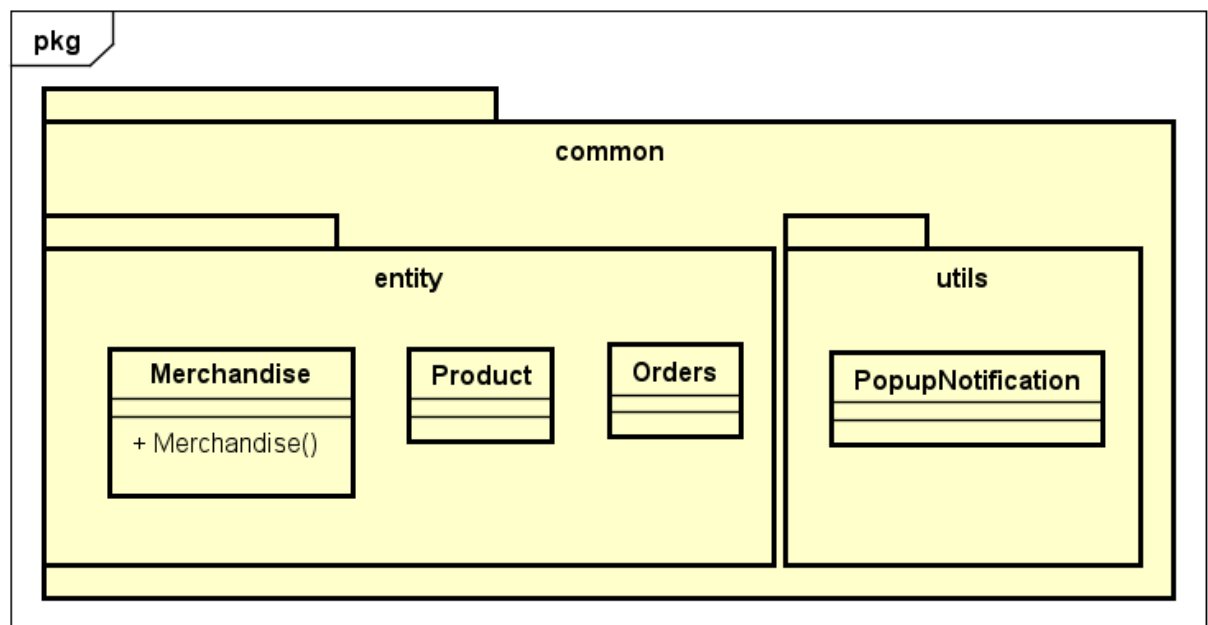 pkg
common
entity
utils
Merchandise
Product
Orders
PopupNotification
+ Merchandise()